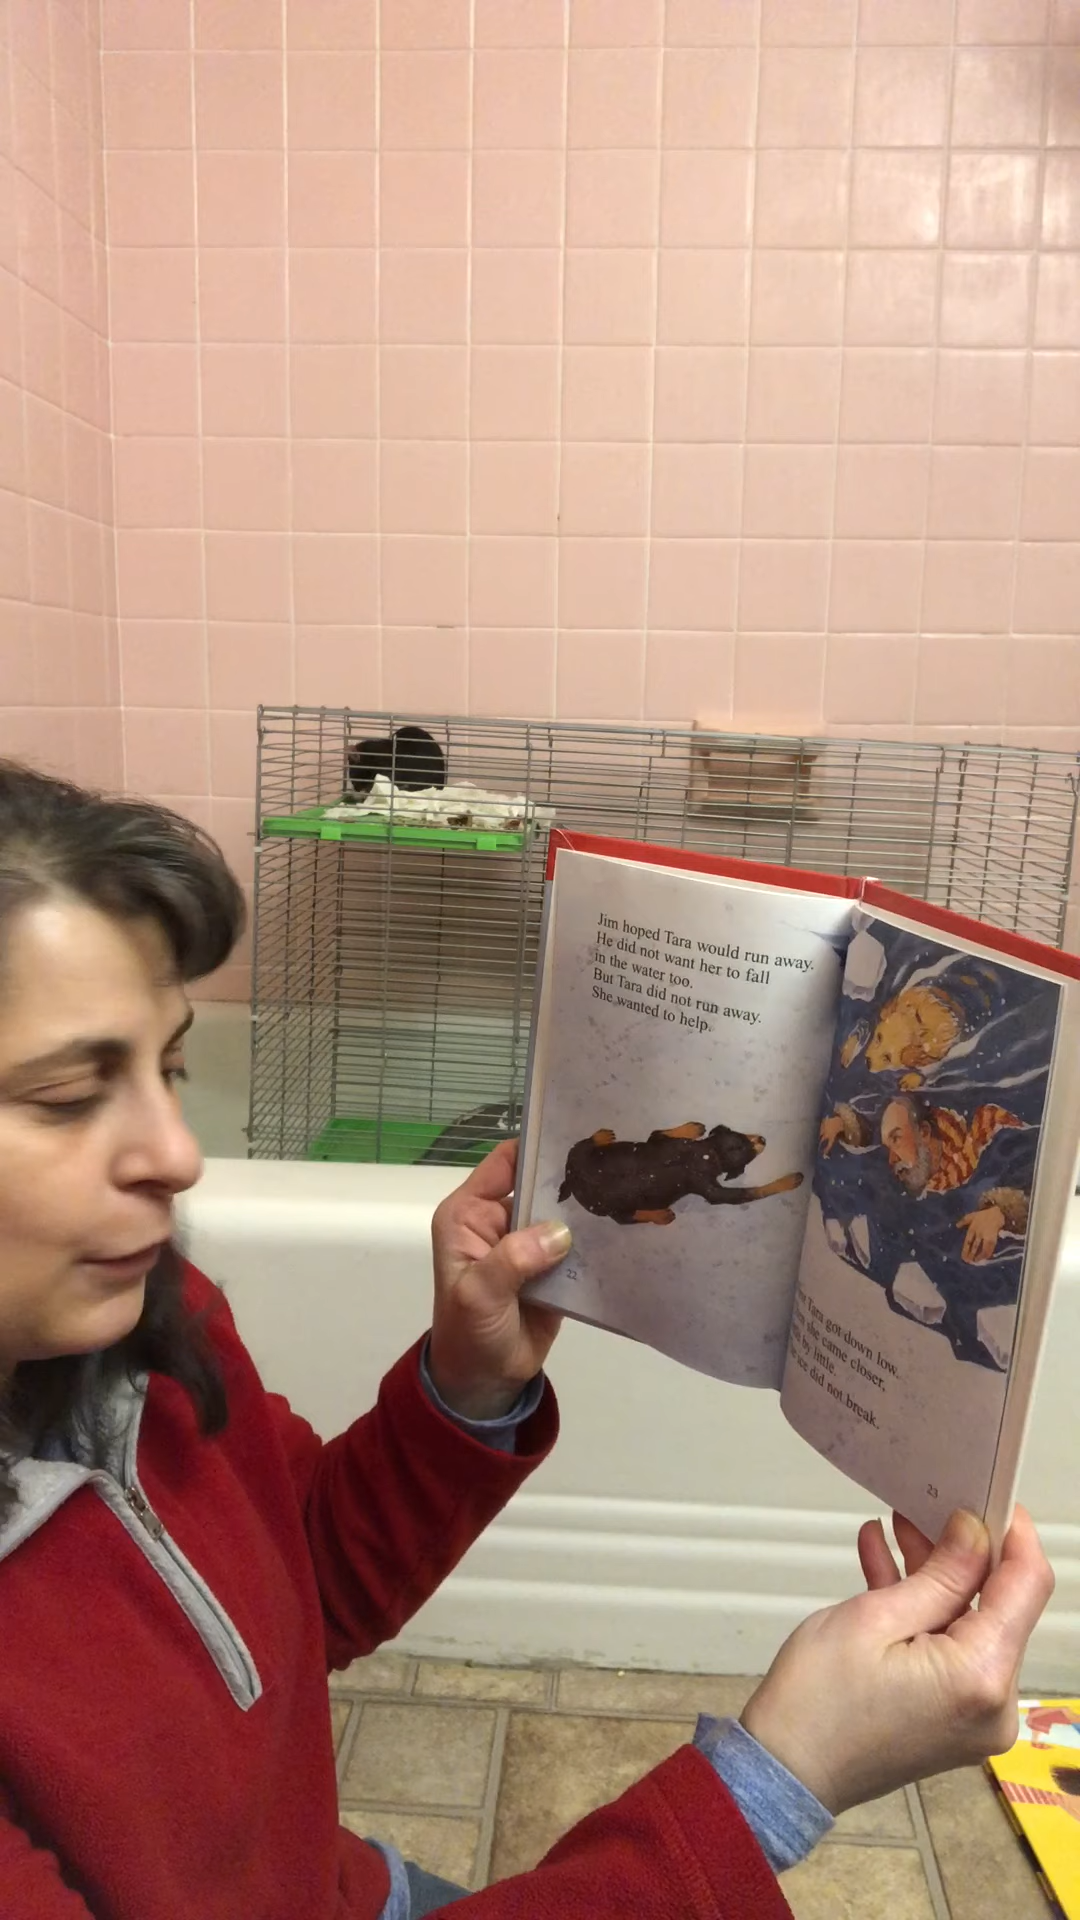 Jim hoped Tara would run away.
He did not want her to fall
in the water too.
But Tara did not run away.
She wanted to help.
22
Tara got down low.
she came closer,
by little.
ice did not break.
23